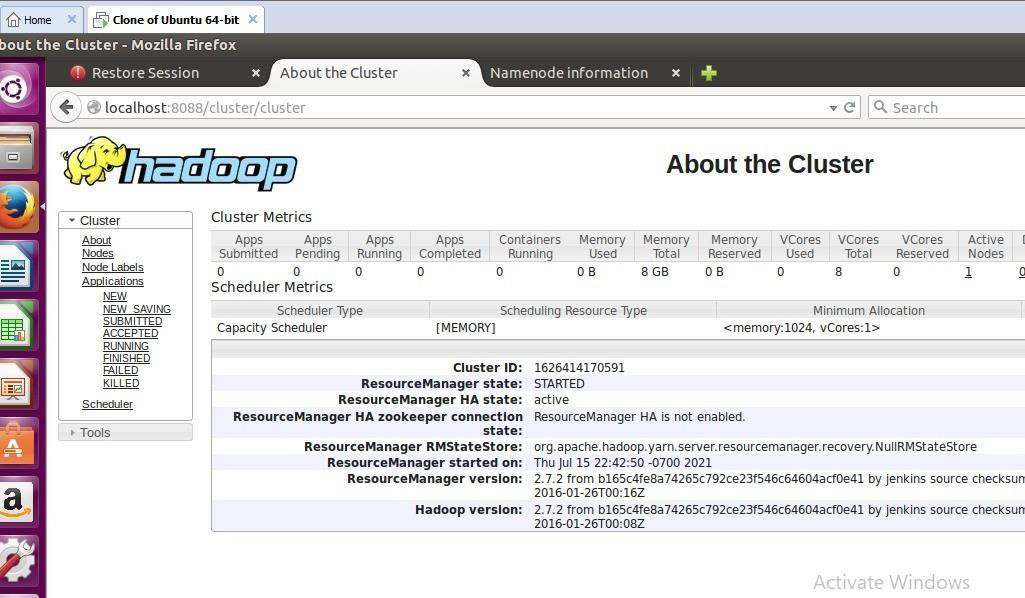 Home
Clone of Ubuntu 64-bit
bout the Cluster - Mozilla Firefox
Restore Session
About the Cluster
Namenode information
localhost:8088/cluster/cluster
Search
hadoop
About the Cluster
Cluster
About
Nodes
Node Labels
Applications
NEW
NEW_SAVING
SUBMITTED
ACCEPTED
RUNNING
FINISHED
FAILED
KILLED
Scheduler
Tools
Cluster Metrics
Apps Submitted Apps Pending Apps Running Apps Completed Containers Running Memory Used Memory Total Memory Reserved VCores Used VCores Total VCores Reserved Active Nodes D
0 0 0 0 0 0 B 8 GB 0 B 0 8 0 1 0
Scheduler Metrics
Scheduler Type Scheduling Resource Type Minimum Allocation
Capacity Scheduler [MEMORY] <memory:1024, vCores:1>
Cluster ID: 1626414170591
ResourceManager state: STARTED
ResourceManager HA state: active
ResourceManager HA zookeeper connection state: ResourceManager HA is not enabled.
ResourceManager RMStateStore: org.apache.hadoop.yarn.server.resourcemanager.recovery.NullRMStateStore
ResourceManager started on: Thu Jul 15 22:42:50 -0700 2021
ResourceManager version: 2.7.2 from b165c4fe8a74265c792ce23f546c64604acf0e41 by jenkins source checksum
2016-01-26T00:16Z
Hadoop version: 2.7.2 from b165c4fe8a74265c792ce23f546c64604acf0e41 by jenkins source checksum
2016-01-26T00:08Z
Activate Windows